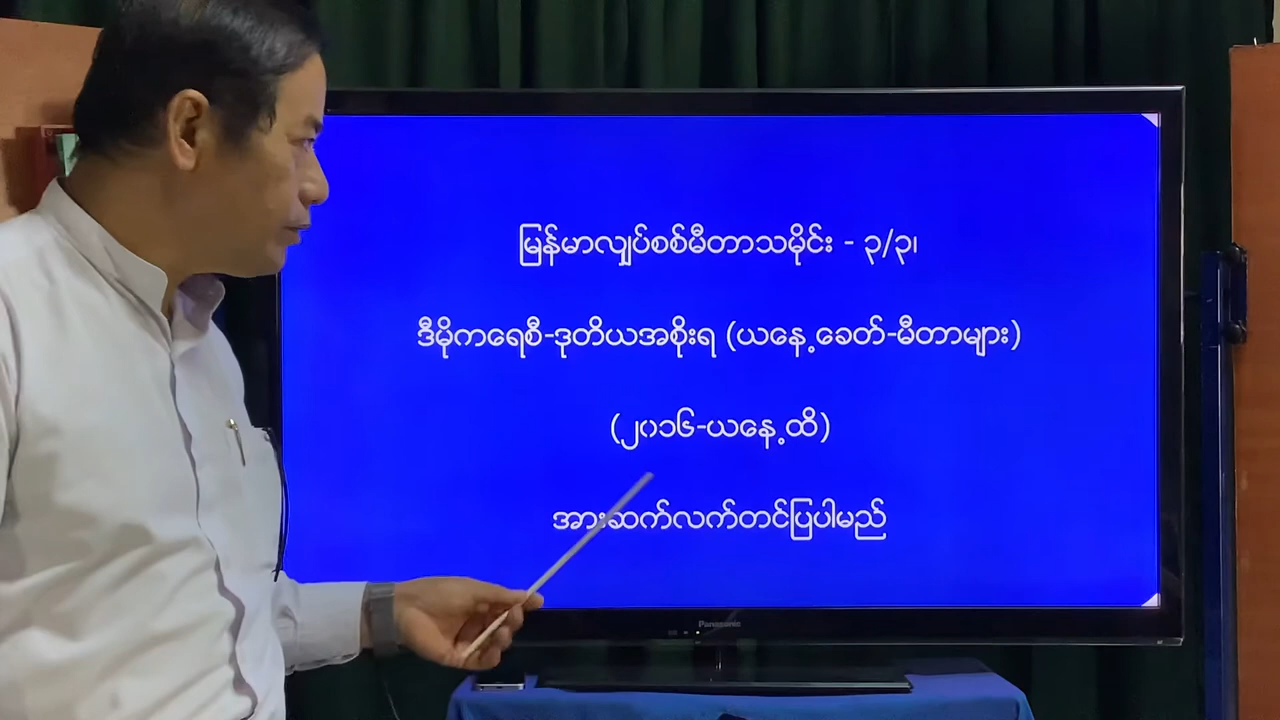 မြန်မာလျှပ်စစ်မီတာသမိုင်း - ၃/၃၊
ဒီမိုကရေစီ-ဒုတိယအစိုးရ (ယနေ့ခေတ်-မီတာများ)
(၂၀၁၆-ယနေ့ထိ)
အားဆက်လက်တင်ပြပါမည်
Panasonic